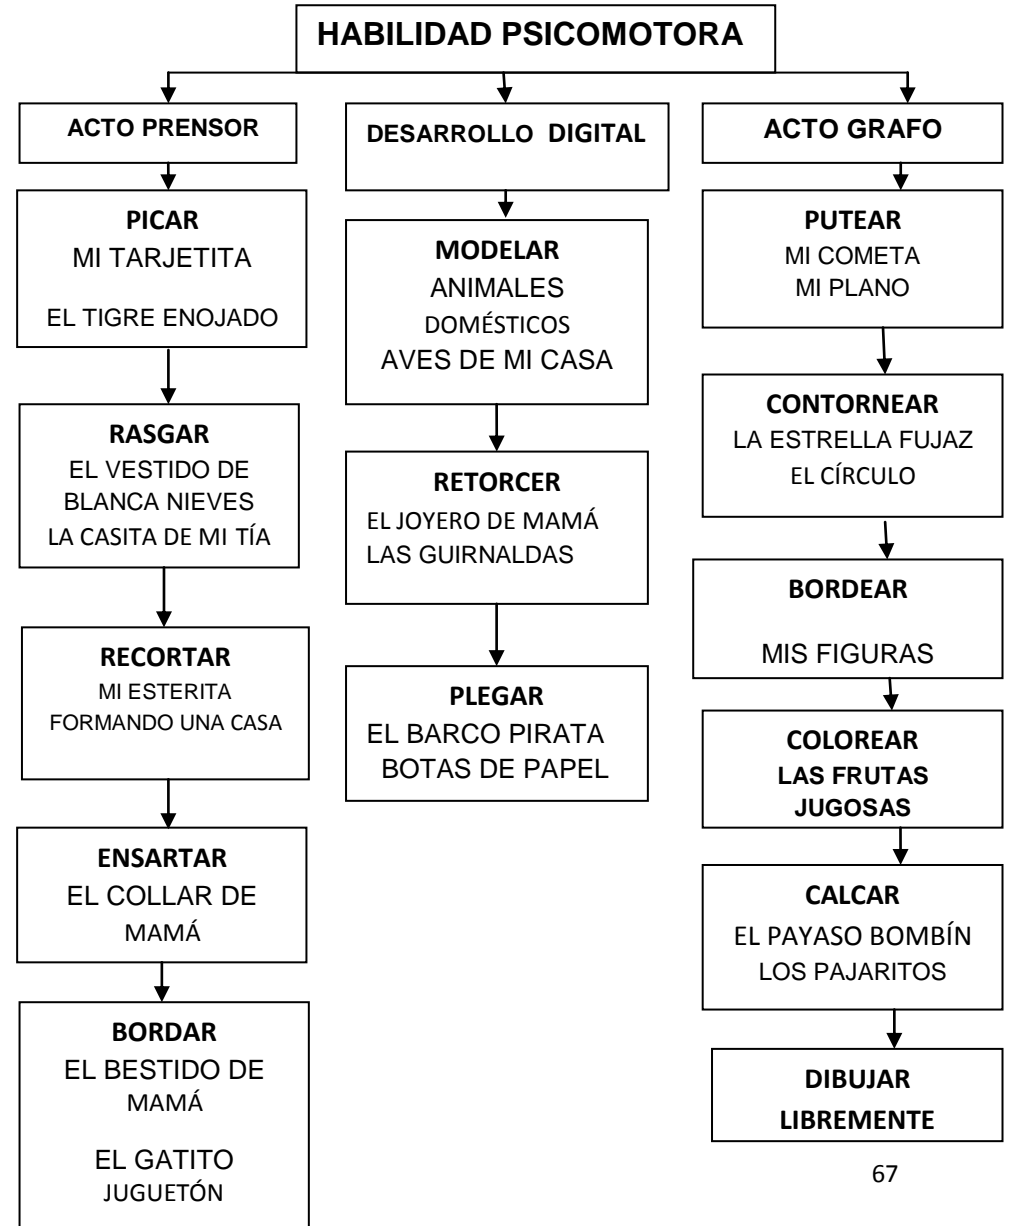 HABILIDAD PSICOMOTORA
ACTO PRENSOR
PICAR
MI TARJETITA
EL TIGRE ENOJADO
RASGAR
EL VESTIDO DE
BLANCA NIEVES
LA CASITA DE MI TÍA
RECORTAR
MI ESTERITA
FORMANDO UNA CASA
ENSARTAR
EL COLLAR DE
MAMÁ
BORDAR
EL BESTIDO DE
MAMÁ
EL GATITO
JUGUETÓN
DESARROLLO DIGITAL
MODELAR
ANIMALES
DOMÉSTICOS
AVES DE MI CASA
RETORCER
EL JOYERO DE MAMÁ
LAS GUIRNALDAS
PLEGAR
EL BARCO PIRATA
BOTAS DE PAPEL
ACTO GRAFO
PUTEAR
MI COMETA
MI PLANO
CONTORNEAR
LA ESTRELLA FUJAZ
EL CÍRCULO
BORDEAR
MIS FIGURAS
COLOREAR
LAS FRUTAS
JUGOSAS
CALCAR
EL PAYASO BOMBÍN
LOS PAJARITOS
DIBUJAR
LIBREMENTE
67